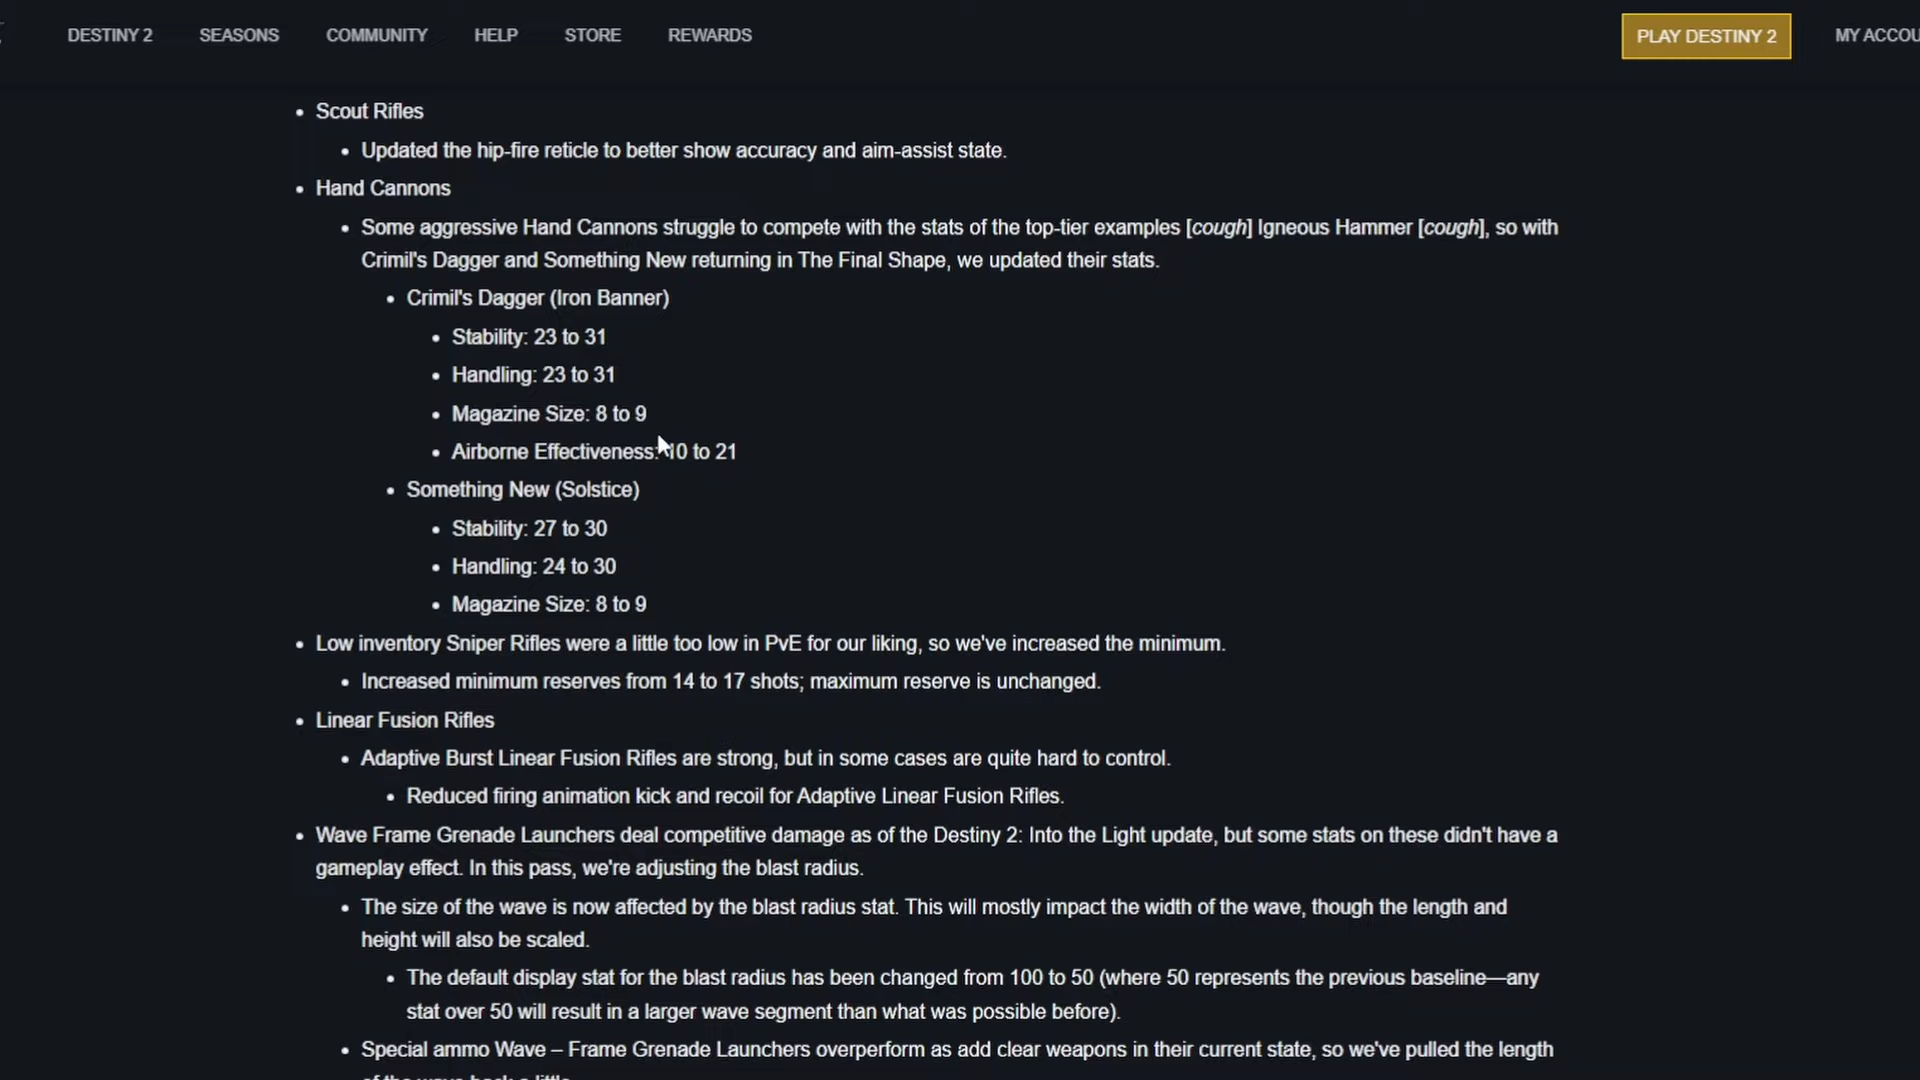 DESTINY 2 SEASONS COMMUNITY HELP STORE REWARDS PLAY DESTINY 2 MY ACCOU
• Scout Rifles
• Updated the hip-fire reticle to better show accuracy and aim-assist state.
• Hand Cannons
• Some aggressive Hand Cannons struggle to compete with the stats of the top-tier examples [cough] Igneous Hammer [cough], so with
Crimil's Dagger and Something New returning in The Final Shape, we updated their stats.
• Crimil's Dagger (Iron Banner)
• Stability: 23 to 31
• Handling: 23 to 31
• Magazine Size: 8 to 9
• Airborne Effectiveness: 10 to 21
• Something New (Solstice)
• Stability: 27 to 30
• Handling: 24 to 30
• Magazine Size: 8 to 9
• Low inventory Sniper Rifles were a little too low in PvE for our liking, so we've increased the minimum.
• Increased minimum reserves from 14 to 17 shots; maximum reserve is unchanged.
• Linear Fusion Rifles
• Adaptive Burst Linear Fusion Rifles are strong, but in some cases are quite hard to control.
• Reduced firing animation kick and recoil for Adaptive Linear Fusion Rifles.
• Wave Frame Grenade Launchers deal competitive damage as of the Destiny 2: Into the Light update, but some stats on these didn't have a
gameplay effect. In this pass, we're adjusting the blast radius.
• The size of the wave is now affected by the blast radius stat. This will mostly impact the width of the wave, though the length and
height will also be scaled.
• The default display stat for the blast radius has been changed from 100 to 50 (where 50 represents the previous baseline—any
stat over 50 will result in a larger wave segment than what was possible before).
• Special ammo Wave – Frame Grenade Launchers overperform as add clear weapons in their current state, so we've pulled the length
of the wave back a little